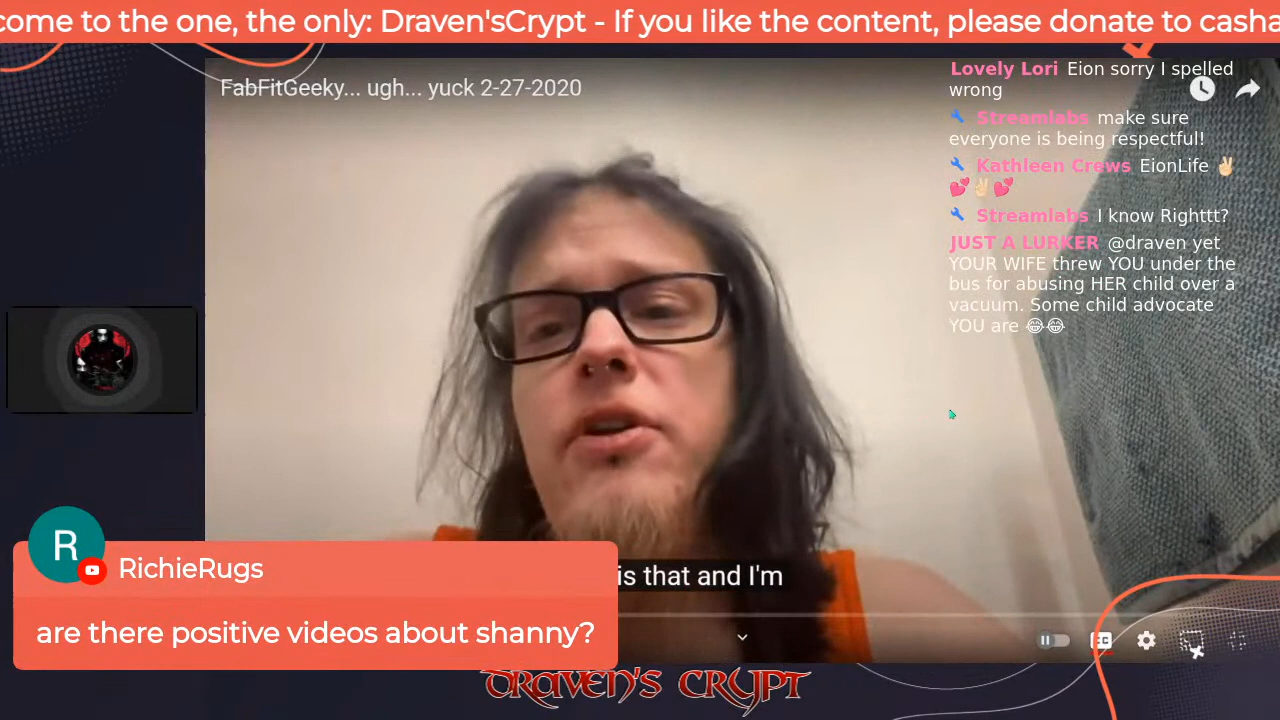 come to the one, the only: Draven'sCrypt - If you like the content, please donate to casha
FabFitGeeky... ugh... yuck 2-27-2020
Lovely Lori Eion sorry I spelled
wrong
Streamlabs make sure
everyone is being respectful!
Kathleen Crews EionLife ✌🏻
💕✌🏻💕
Streamlabs I know Righttt?
JUST A LURKER @draven yet
YOUR WIFE threw YOU under the
bus for abusing HER child over a
vacuum. Some child advocate
YOU are 😂😂
is that and I'm
R
RichieRugs
are there positive videos about shanny?
CC
DRAVEN'S CRYPT